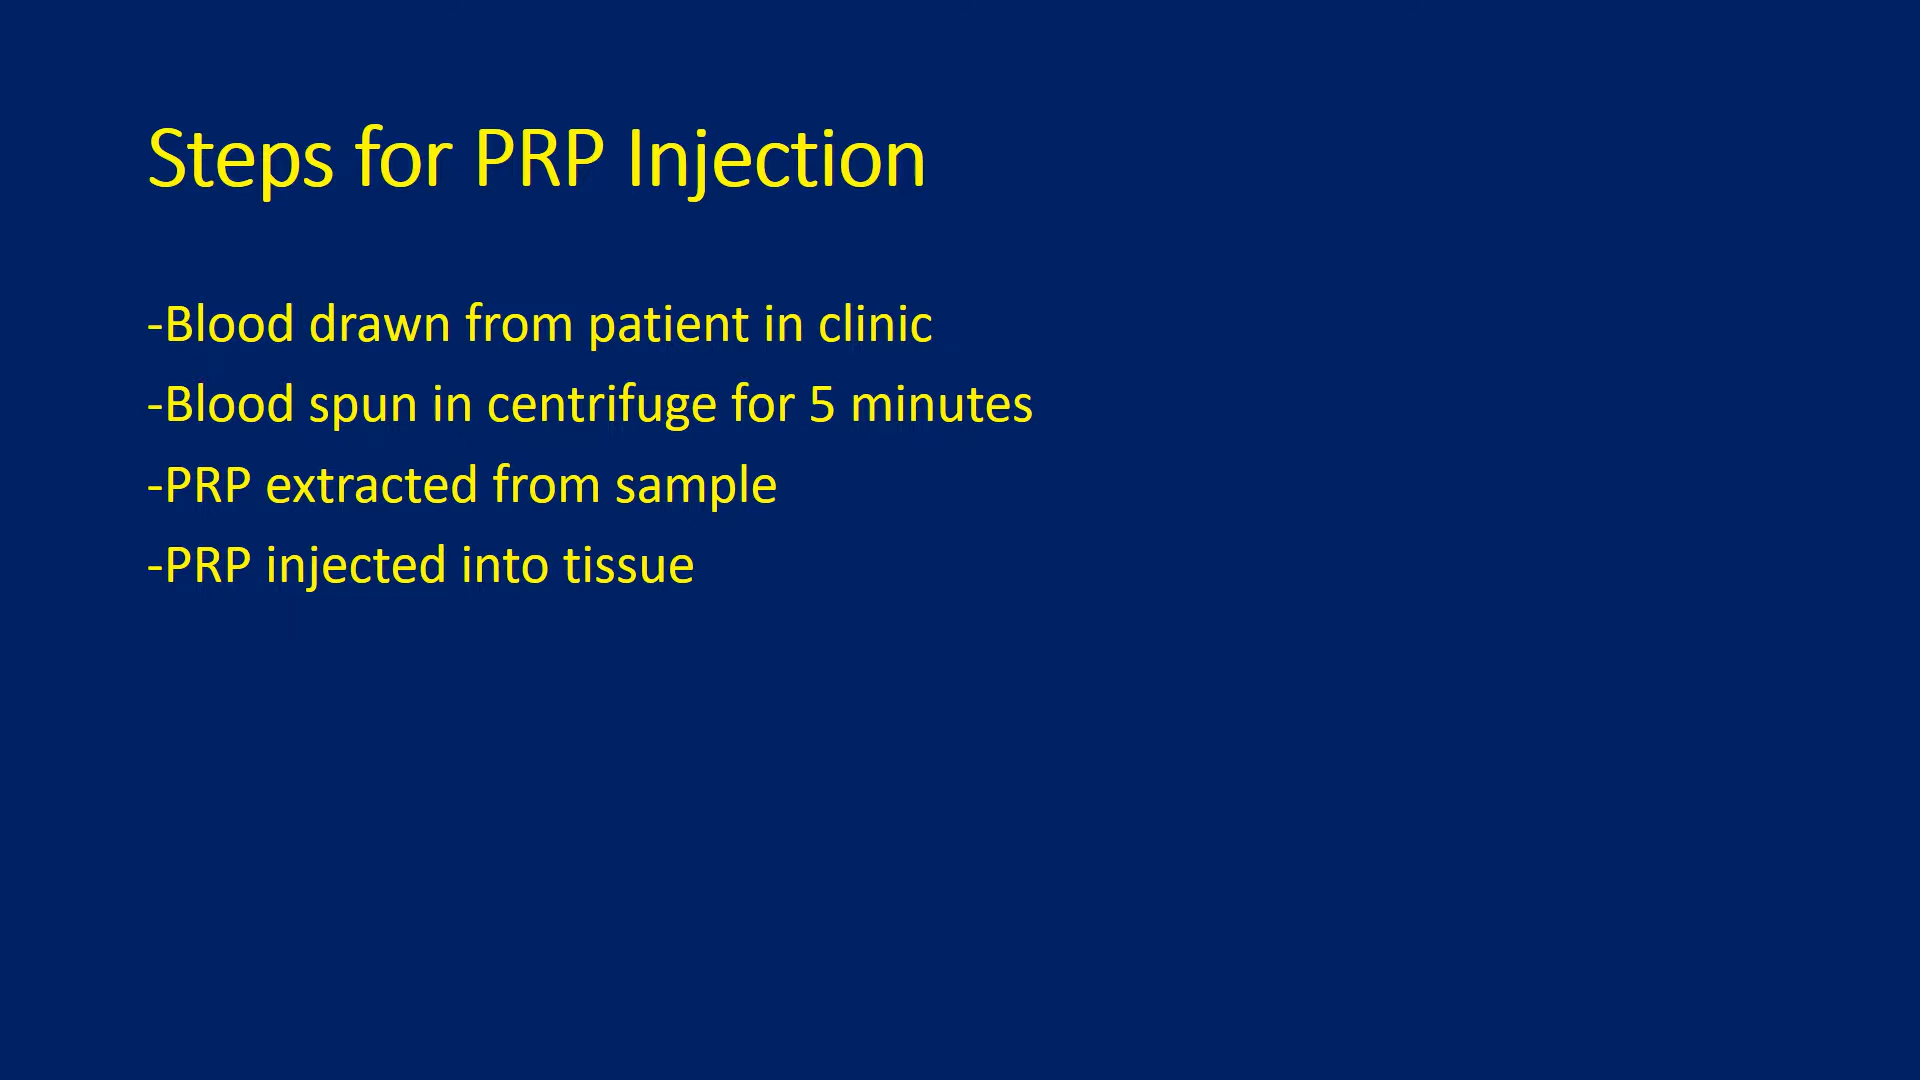 Steps for PRP Injection
-Blood drawn from patient in clinic
-Blood spun in centrifuge for 5 minutes
-PRP extracted from sample
-PRP injected into tissue